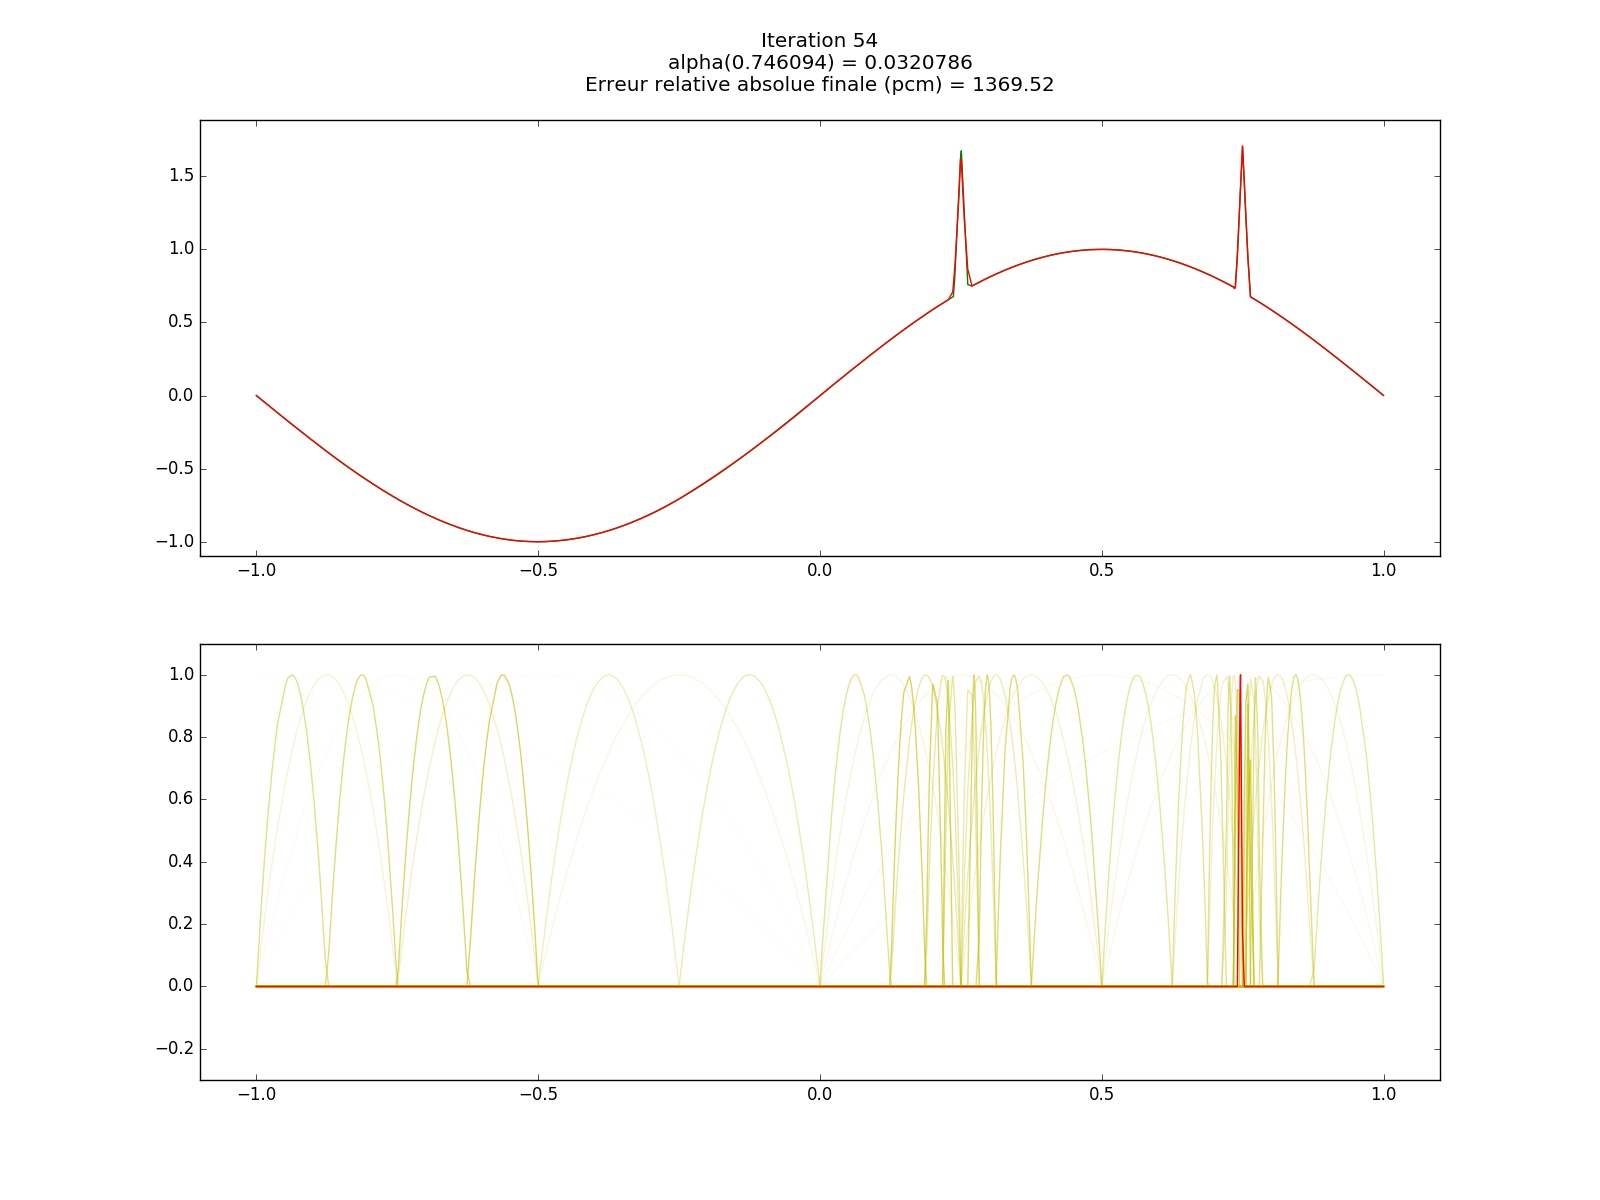 Iteration 54
alpha(0.746094) = 0.0320786
Erreur relative absolue finale (pcm) = 1369.52
1.5
1.0
0.5
0.0
−0.5
−1.0
−1.0 −0.5 0.0 0.5 1.0
1.0
0.8
0.6
0.4
0.2
0.0
−0.2
−1.0 −0.5 0.0 0.5 1.0